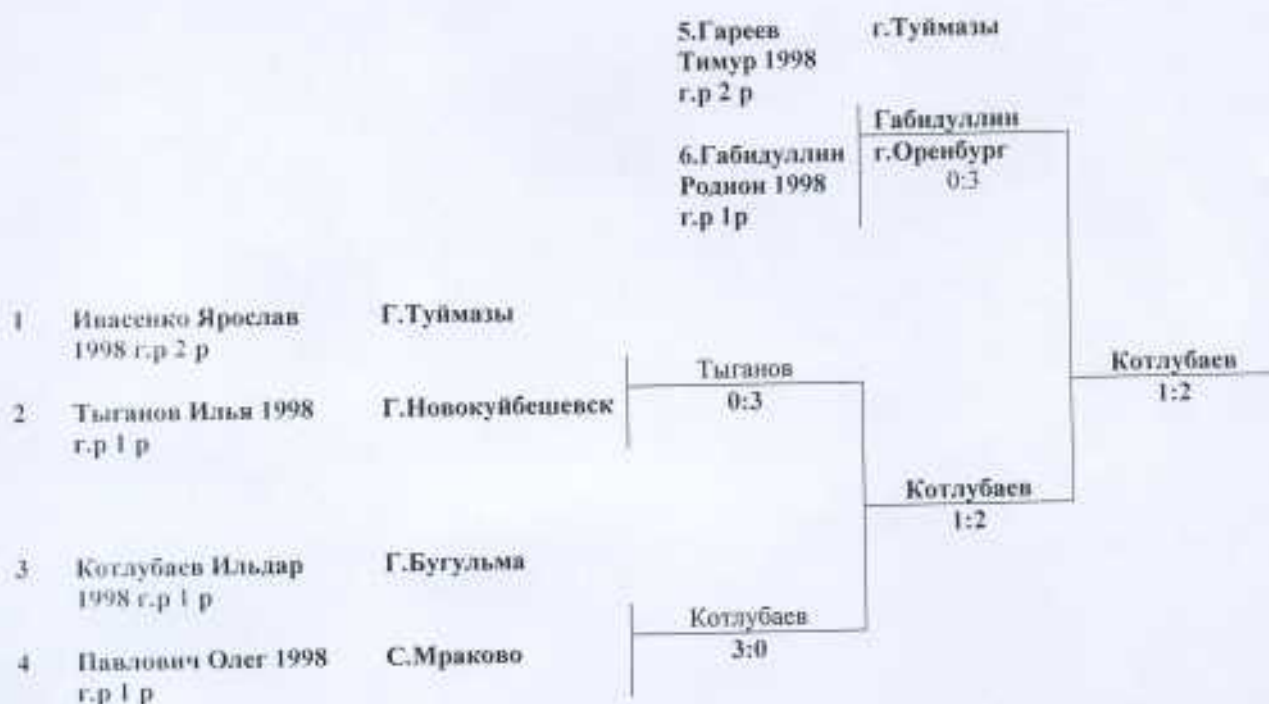 5.Гареев г.Туймазы
Тимур 1998
г.р 2 р
Габидуллин
6.Габидуллин г.Оренбург
Родион 1998 0:3
г.р 1р
1 Ивасенко Ярослав Г.Туймазы
1998 г.р 2 р
Тыганов
2 Тыганов Илья 1998 Г.Новокуйбешевск 0:3
г.р 1 р
Котлубаев
1:2
Котлубаев
1:2
3 Котлубаев Ильдар Г.Бугульма
1998 г.р 1 р
Котлубаев
4 Павлович Олег 1998 С.Мраково 3:0
г.р 1 р